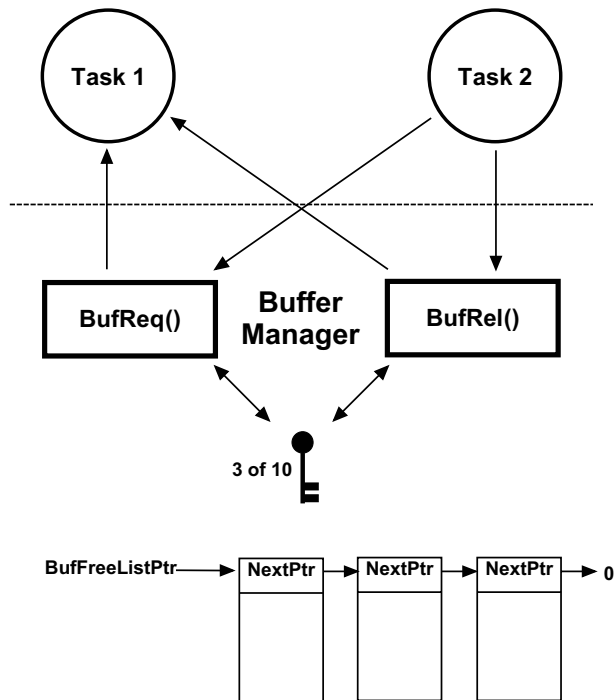 Task 1
Task 2
BufReq()
Buffer
Manager
BufRel()
3 of 10
BufFreeListPtr
NextPtr
NextPtr
NextPtr
0